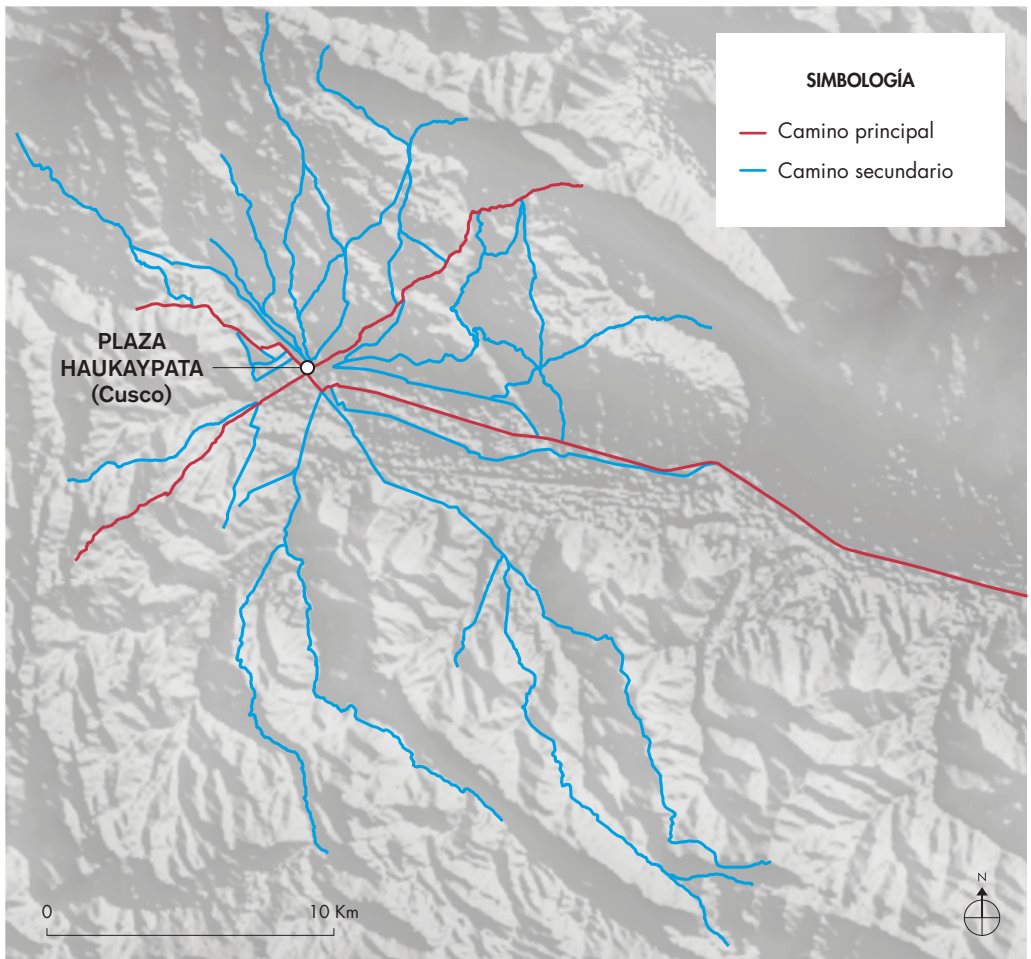 SIMBOLOGÍA
Camino principal
Camino secundario
PLAZA
HAUKAYPATA
(Cusco)
0 10 Km
N